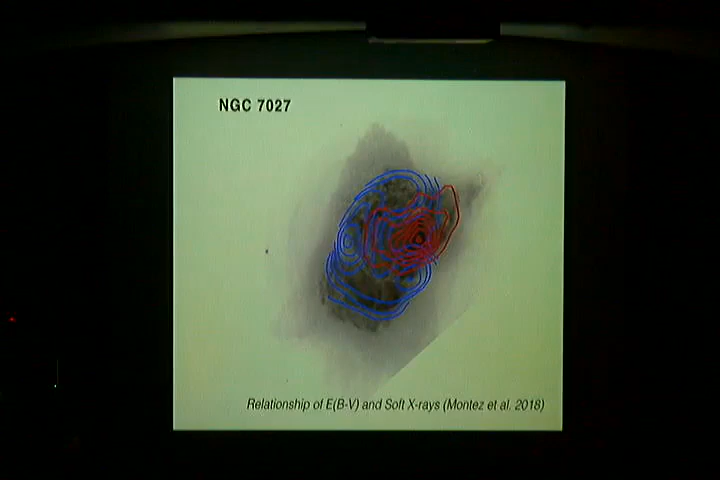 NGC 7027
Relationship of E(B-V) and Soft X-rays (Montez et al. 2018)